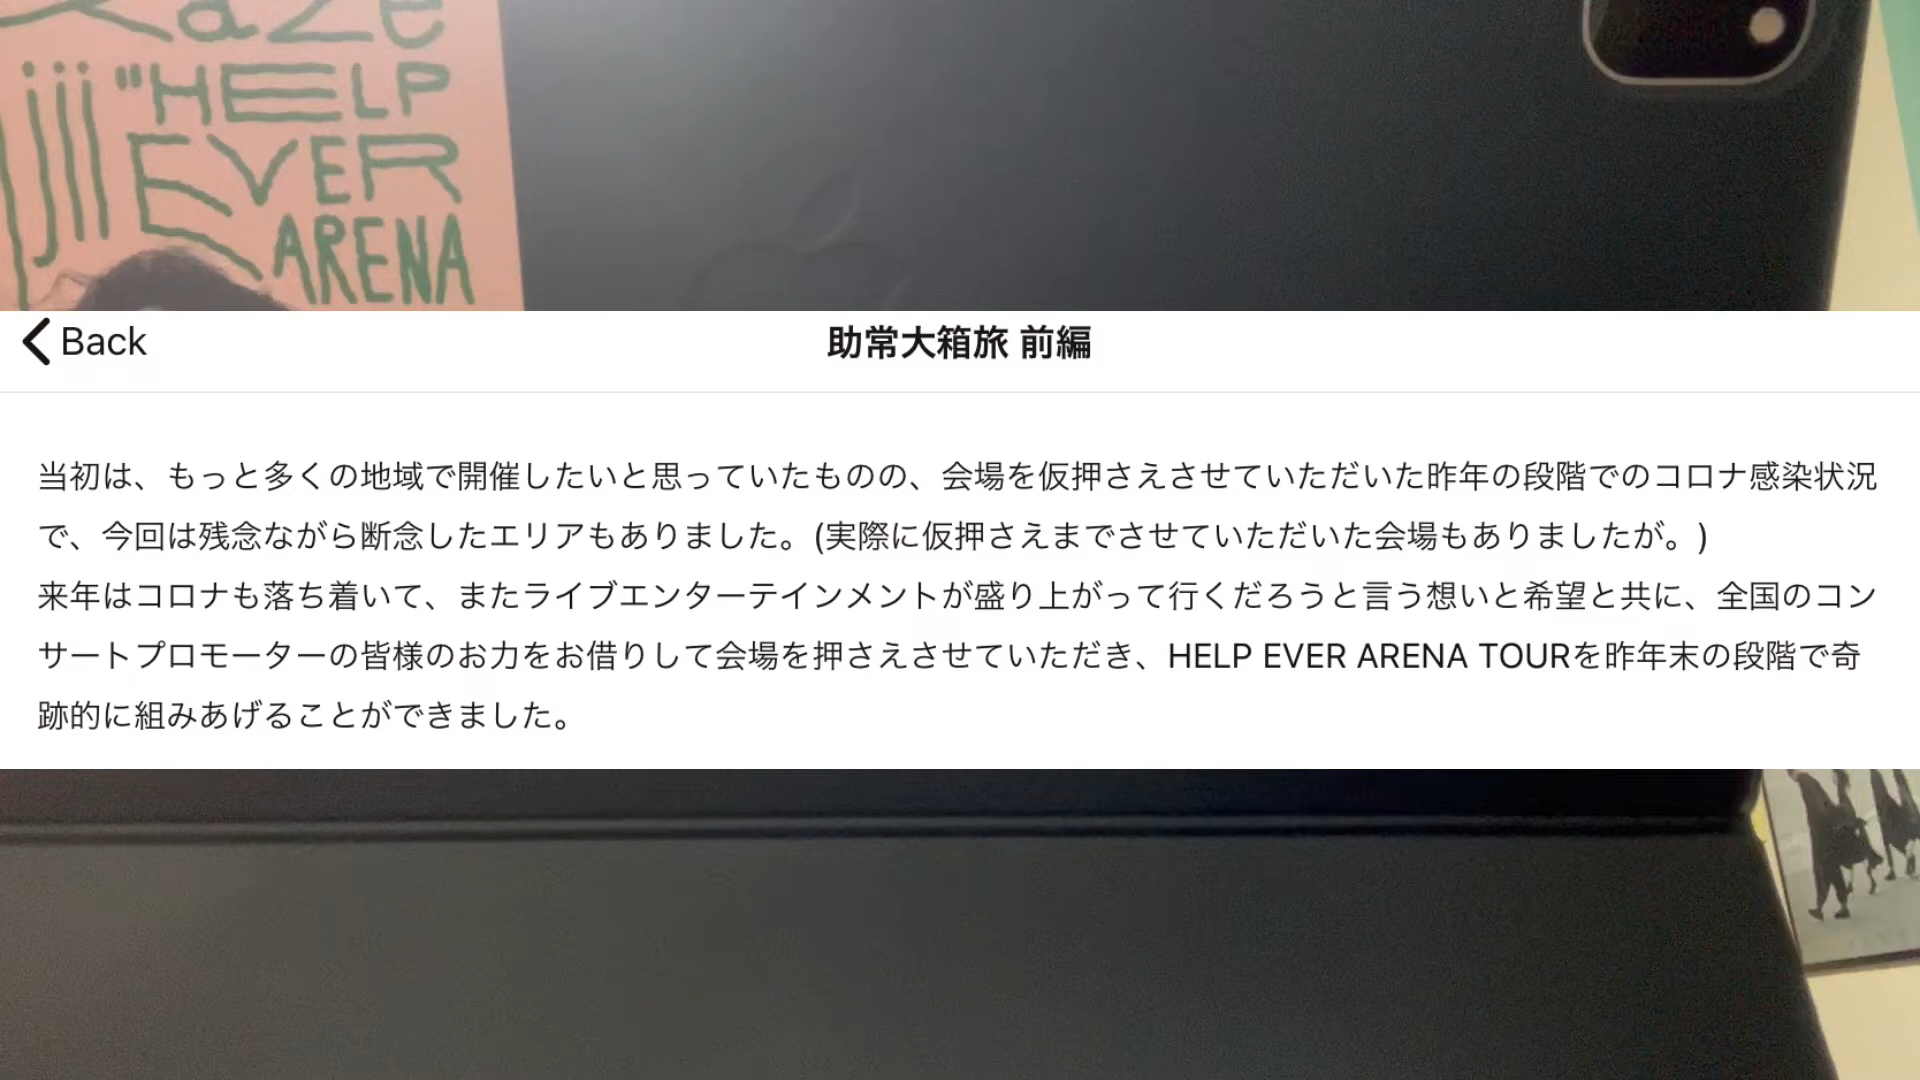 aze
jii "HELP
EVER
ARENA
Back
助常大箱旅 前編
当初は、もっと多くの地域で開催したいと思っていたものの、会場を仮押さえさせていただいた昨年の段階でのコロナ感染状況
で、今回は残念ながら断念したエリアもありました。(実際に仮押さえまでさせていただいた会場もありましたが。)
来年はコロナも落ち着いて、またライブエンターテインメントが盛り上がって行くだろうと言う想いと希望と共に、全国のコン
サートプロモーターの皆様のお力をお借りして会場を押さえさせていただき、HELP EVER ARENA TOURを昨年末の段階で奇
跡的に組みあげることができました。